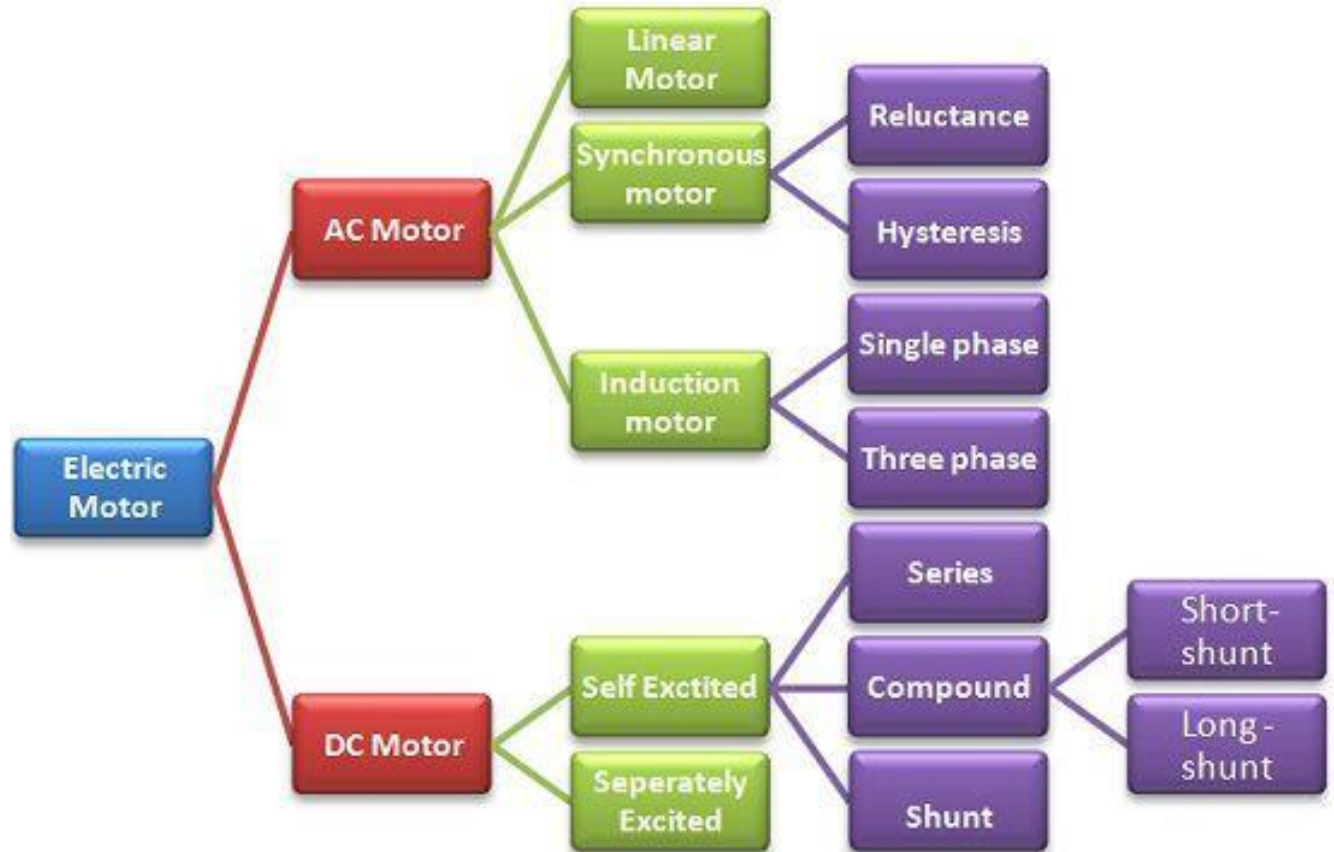 Electric
Motor
AC Motor
Linear
Motor
Synchronous
motor
Reluctance
Hysteresis
Induction
motor
Single phase
Three phase
DC Motor
Self Exctited
Series
Compound
Short-
shunt
Long -
shunt
Shunt
Seperately
Excited